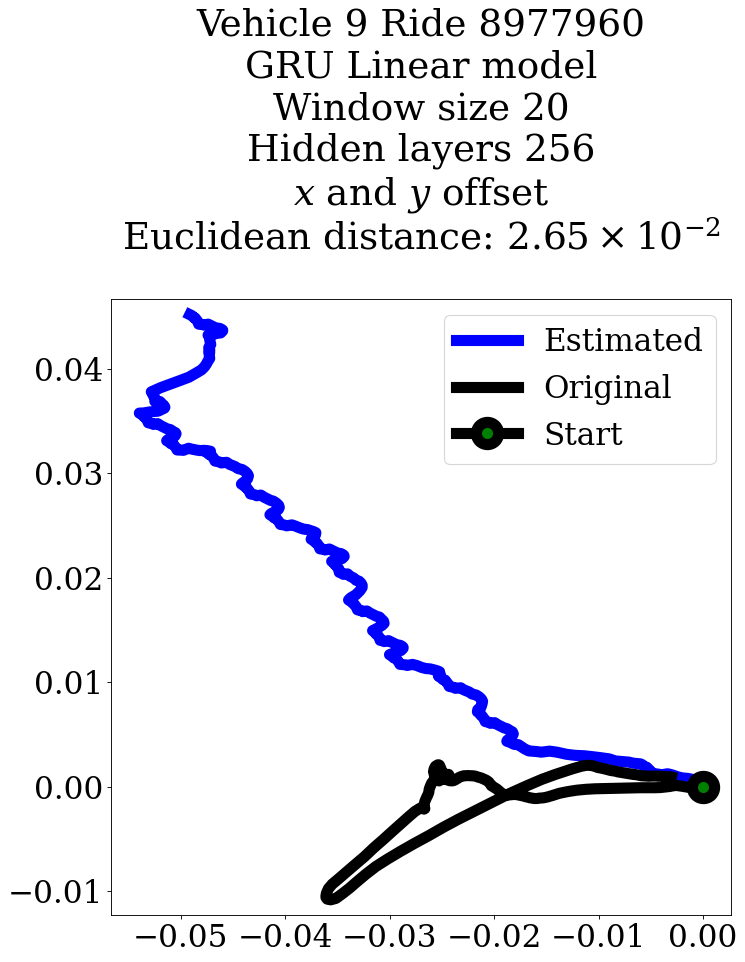 Vehicle 9 Ride 8977960
GRU Linear model
Window size 20
Hidden layers 256
x and y offset
Euclidean distance: 2.65 × 10⁻²
Estimated
Original
Start
0.04
0.03
0.02
0.01
0.00
−0.01
−0.05 −0.04 −0.03 −0.02 −0.01 0.00